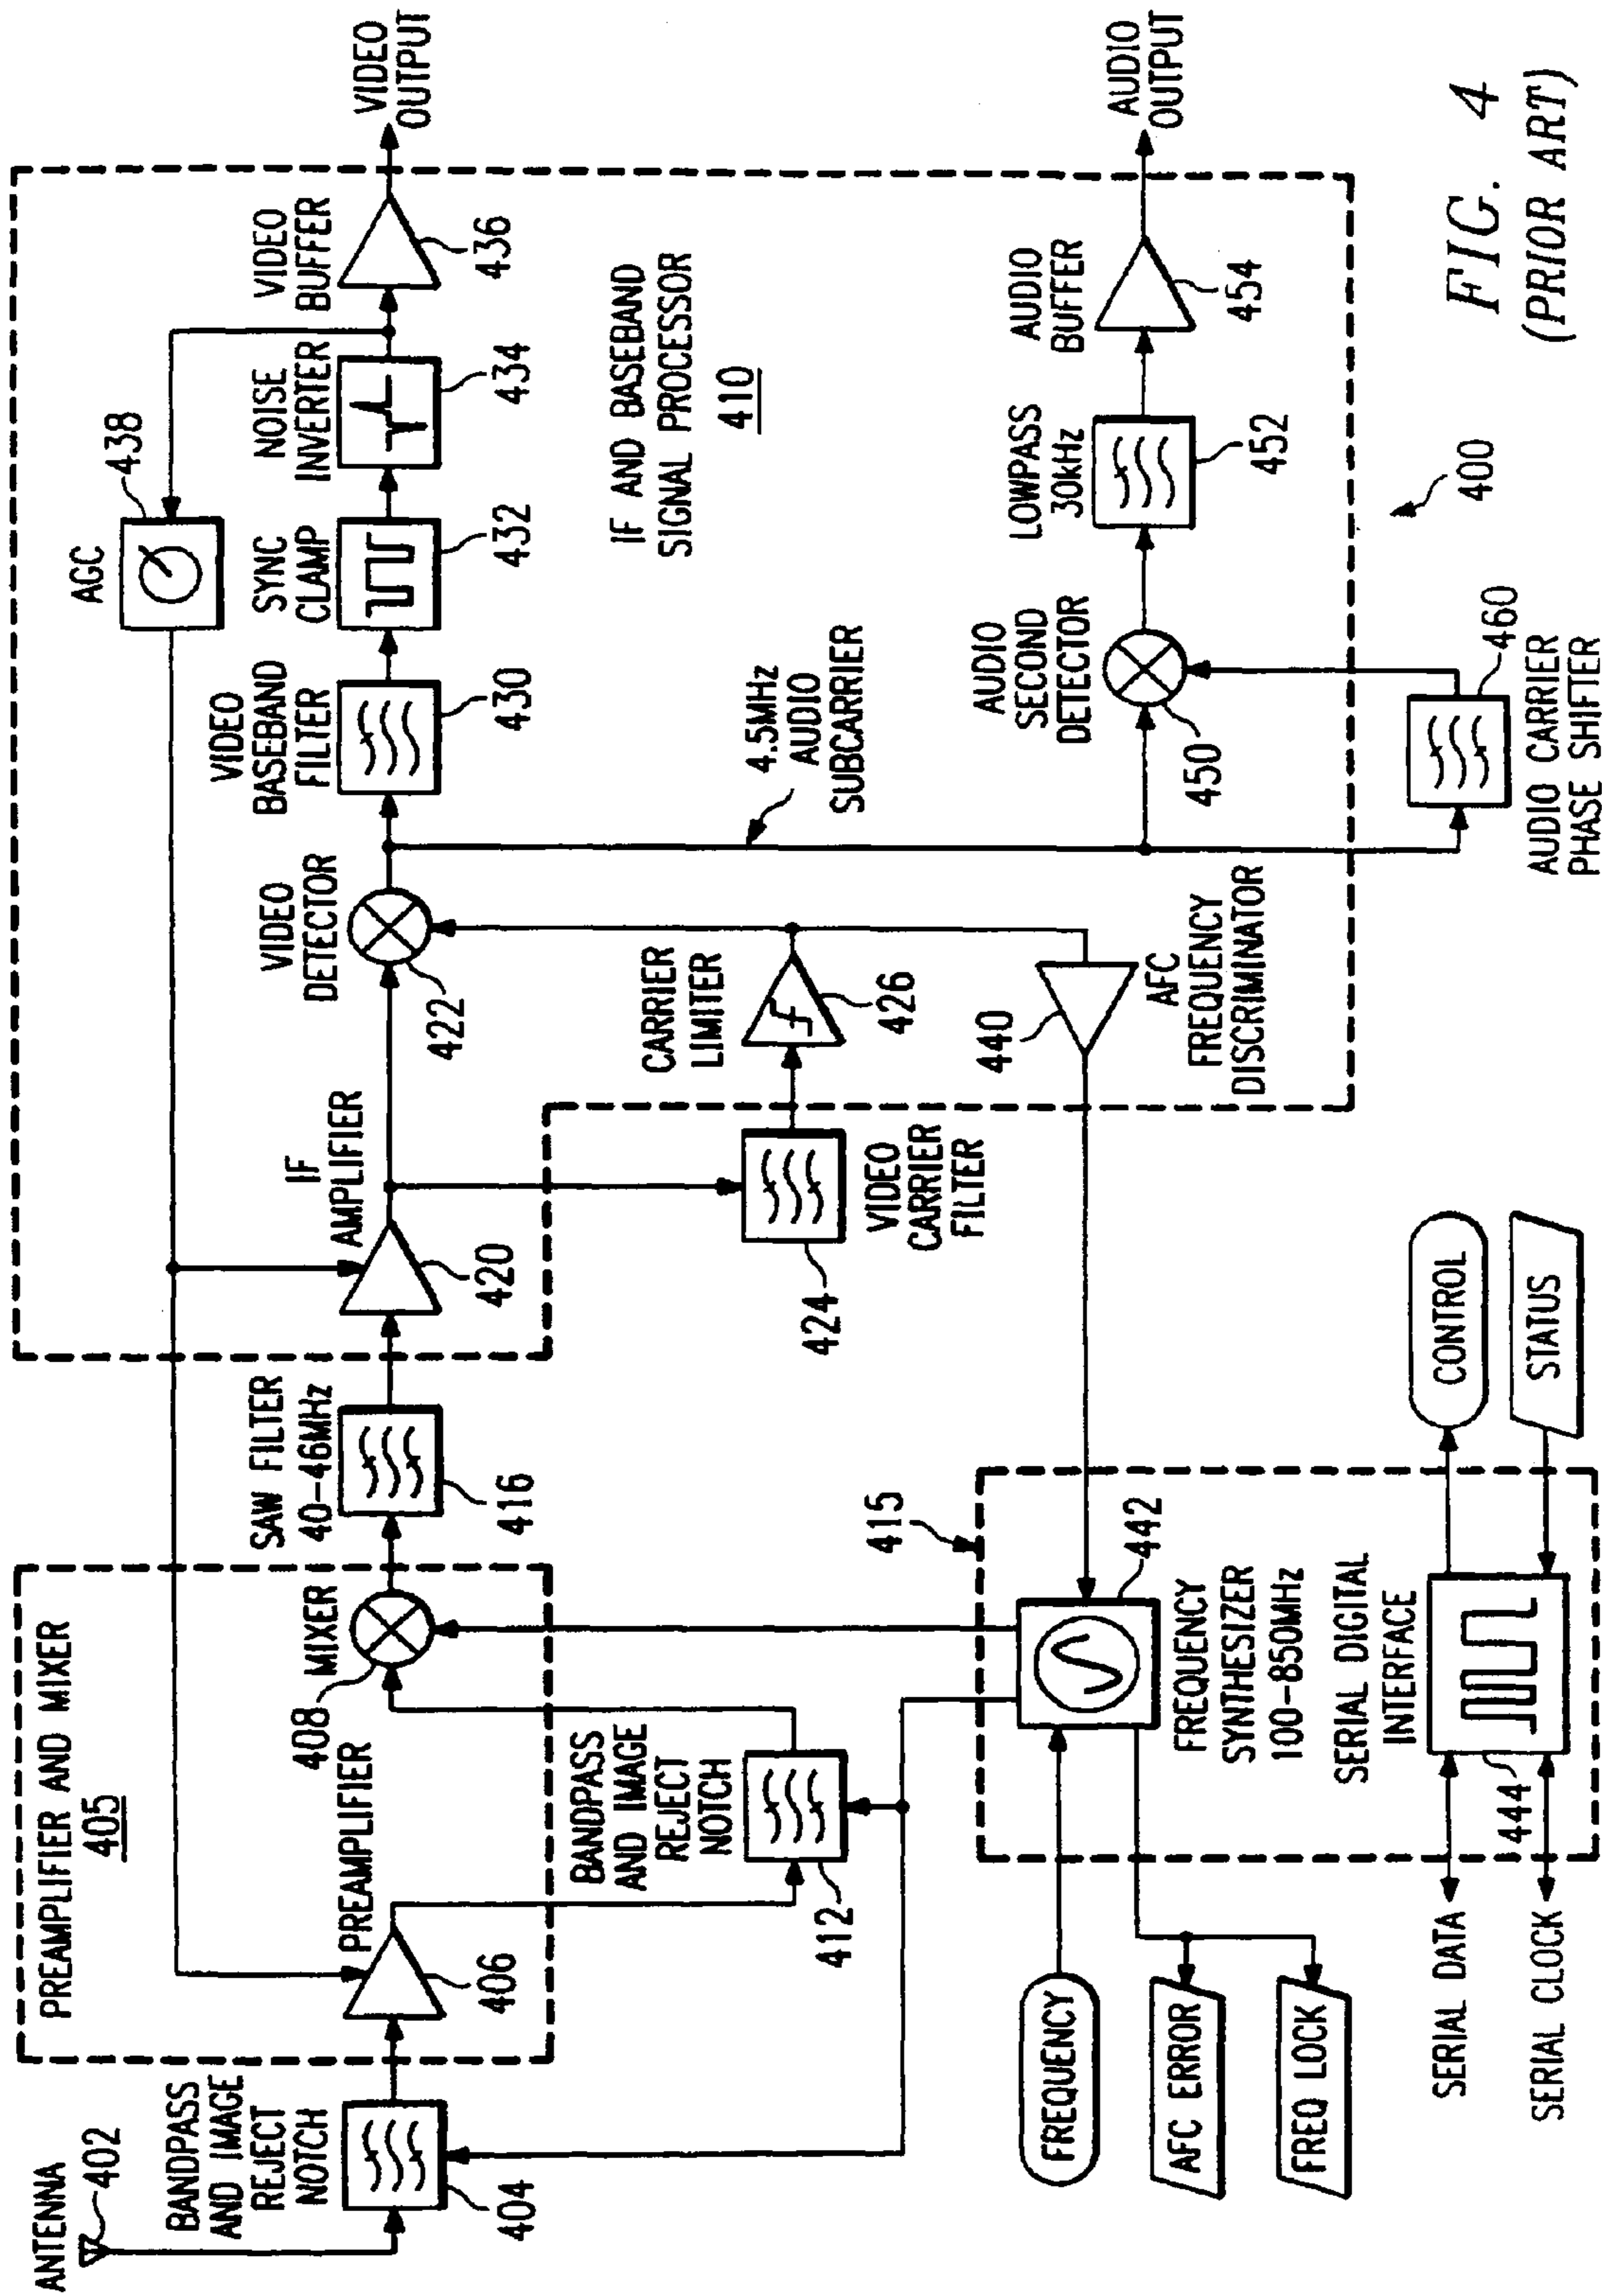 ANTENNA
402
BANDPASS
AND IMAGE
REJECT
NOTCH
404
PREAMPLIFIER AND MIXER
405
PREAMPLIFIER
406
408
MIXER
BANDPASS
AND IMAGE
REJECT
NOTCH
412
SAW FILTER
40-46MHz
416
IF
AMPLIFIER
420
VIDEO
DETECTOR
422
VIDEO
CARRIER
FILTER
424
CARRIER
LIMITER
426
AGC
438
VIDEO
BASEBAND
FILTER
430
SYNC
CLAMP
432
NOISE
INVERTER
434
VIDEO
BUFFER
436
VIDEO
OUTPUT
IF AND BASEBAND
SIGNAL PROCESSOR
410
4.5MHz
AUDIO
SUBCARRIER
440
AFC
FREQUENCY
DISCRIMINATOR
AUDIO
SECOND
DETECTOR
450
LOWPASS
30kHz
452
AUDIO
BUFFER
454
AUDIO
OUTPUT
460
AUDIO CARRIER
PHASE SHIFTER
400
415
442
FREQUENCY
SYNTHESIZER
100-850MHz
SERIAL DIGITAL
INTERFACE
444
FREQUENCY
AFC ERROR
FREQ LOCK
SERIAL DATA
SERIAL CLOCK
CONTROL
STATUS
FIG. 4
(PRIOR ART)